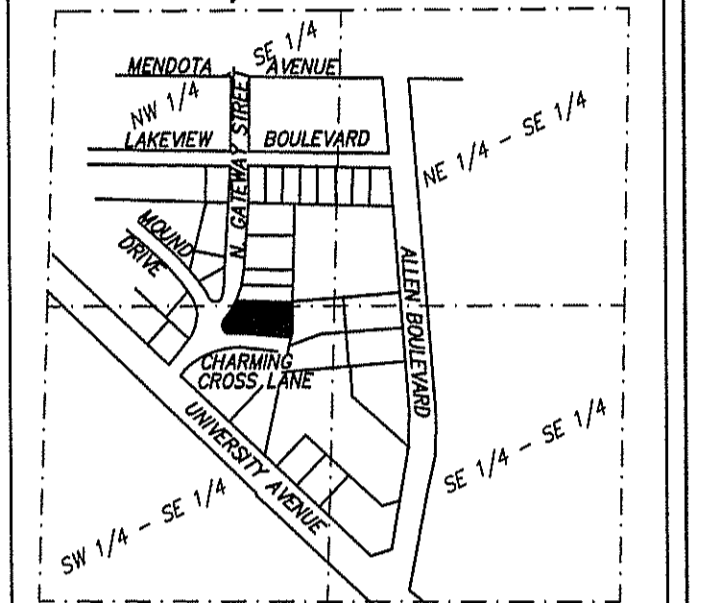 SE 1/4
MENDOTA AVENUE
NW 1/4
LAKEVIEW BOULEVARD
N. GATEWAY STREET
NE 1/4 - SE 1/4
MOUND
DRIVE
ALLEN BOULEVARD
CHARMING
CROSS LANE
UNIVERSITY AVENUE
SE 1/4 - SE 1/4
SW 1/4 - SE 1/4